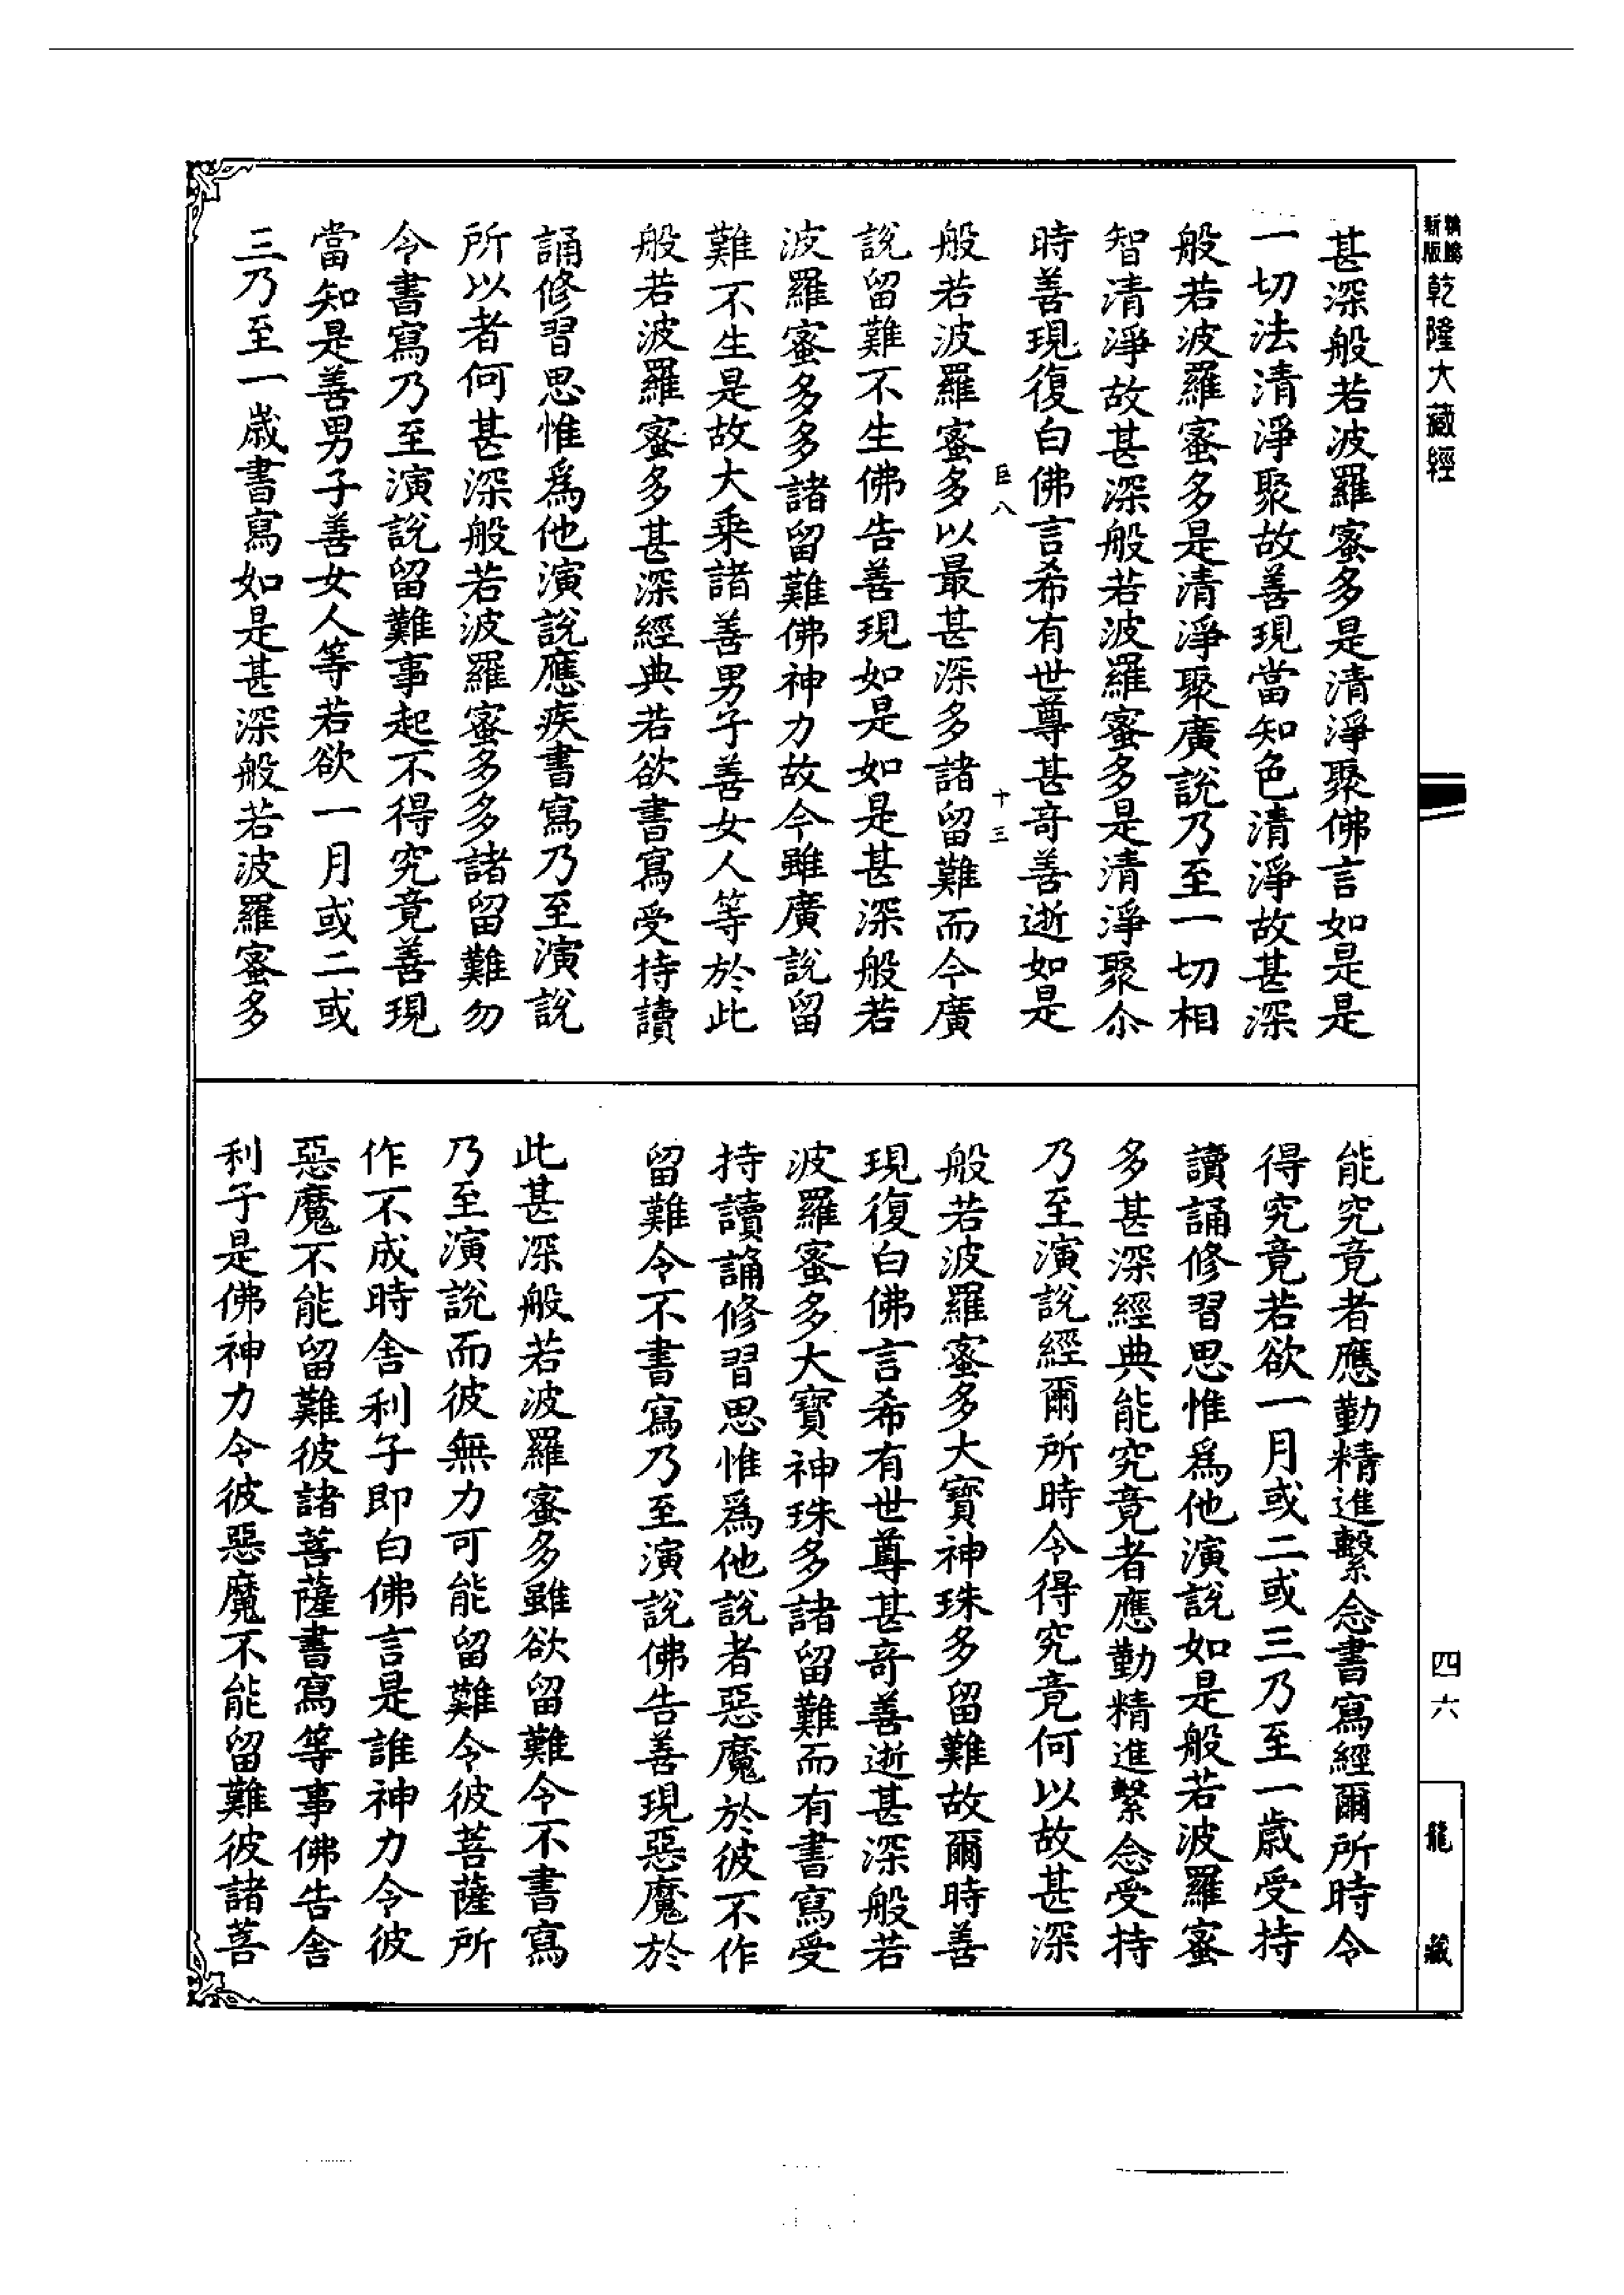 新版
精縮
乾隆大藏經
甚深般若波羅蜜多是清淨聚佛言如是是
一切法清淨聚故善現當知色清淨故甚深
般若波羅蜜多是清淨聚廣說乃至一切相
智清淨故甚深般若波羅蜜多是清淨聚尒
時善現復白佛言希有世尊甚奇善逝如是
巨八
十三
般若波羅蜜多以最甚深多諸留難而今廣
說留難不生佛告善現如是如是甚深般若
波羅蜜多多諸留難佛神力故今雖廣說留
難不生是故大乘諸善男子善女人等於此
般若波羅蜜多甚深經典若欲書寫受持讀
誦修習思惟爲他演說應疾書寫乃至演說
所以者何甚深般若波羅蜜多多諸留難勿
令書寫乃至演說留難事起不得究竟善現
當知是善男子善女人等若欲一月或二或
三乃至一歲書寫如是甚深般若波羅蜜多
能究竟者應勤精進繫念書寫經爾所時令
得究竟若欲一月或二或三乃至一歲受持
讀誦修習思惟爲他演說如是般若波羅蜜
多甚深經典能究竟者應勤精進繫念受持
乃至演說經爾所時令得究竟何以故甚深
般若波羅蜜多大寶神珠多留難故爾時善
現復白佛言希有世尊甚奇善逝甚深般若
波羅蜜多大寶神珠多諸留難而有書寫受
持讀誦修習思惟爲他說者惡魔於彼不作
留難令不書寫乃至演說佛告善現惡魔於
此甚深般若波羅蜜多雖欲留難令不書寫
乃至演說而彼無力可能留難令彼菩薩所
作不成時舍利子即白佛言是誰神力令彼
惡魔不能留難彼諸菩薩書寫等事佛告舍
利子是佛神力令彼惡魔不能留難彼諸菩
四六
龍藏